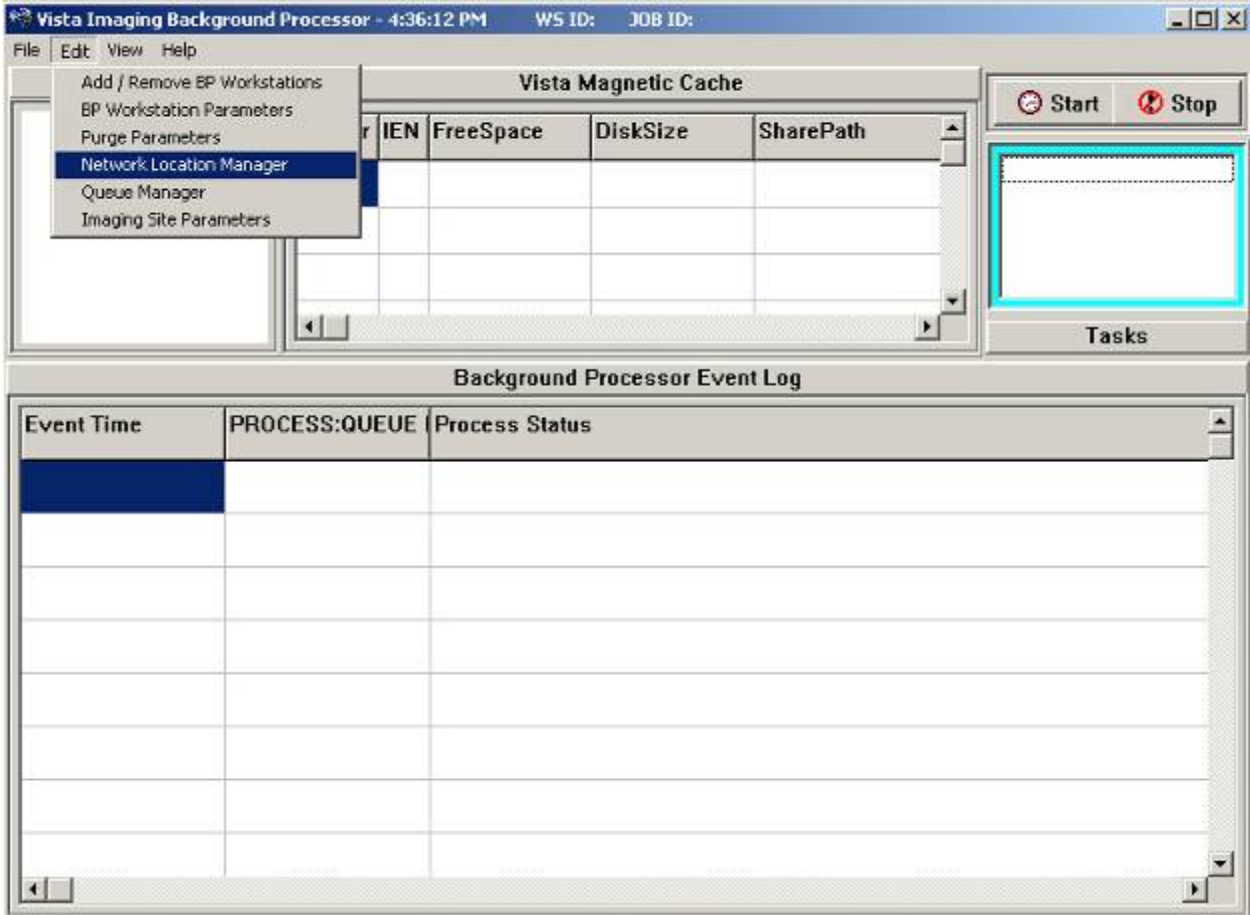 Vista Imaging Background Processor - 4:36:12 PM WS ID: JOB ID:
File Edit View Help
Add / Remove BP Workstations
BP Workstation Parameters
Purge Parameters
Network Location Manager
Queue Manager
Imaging Site Parameters
Vista Magnetic Cache
r IEN FreeSpace DiskSize SharePath
Start Stop
Tasks
Background Processor Event Log
Event Time PROCESS:QUEUE Process Status